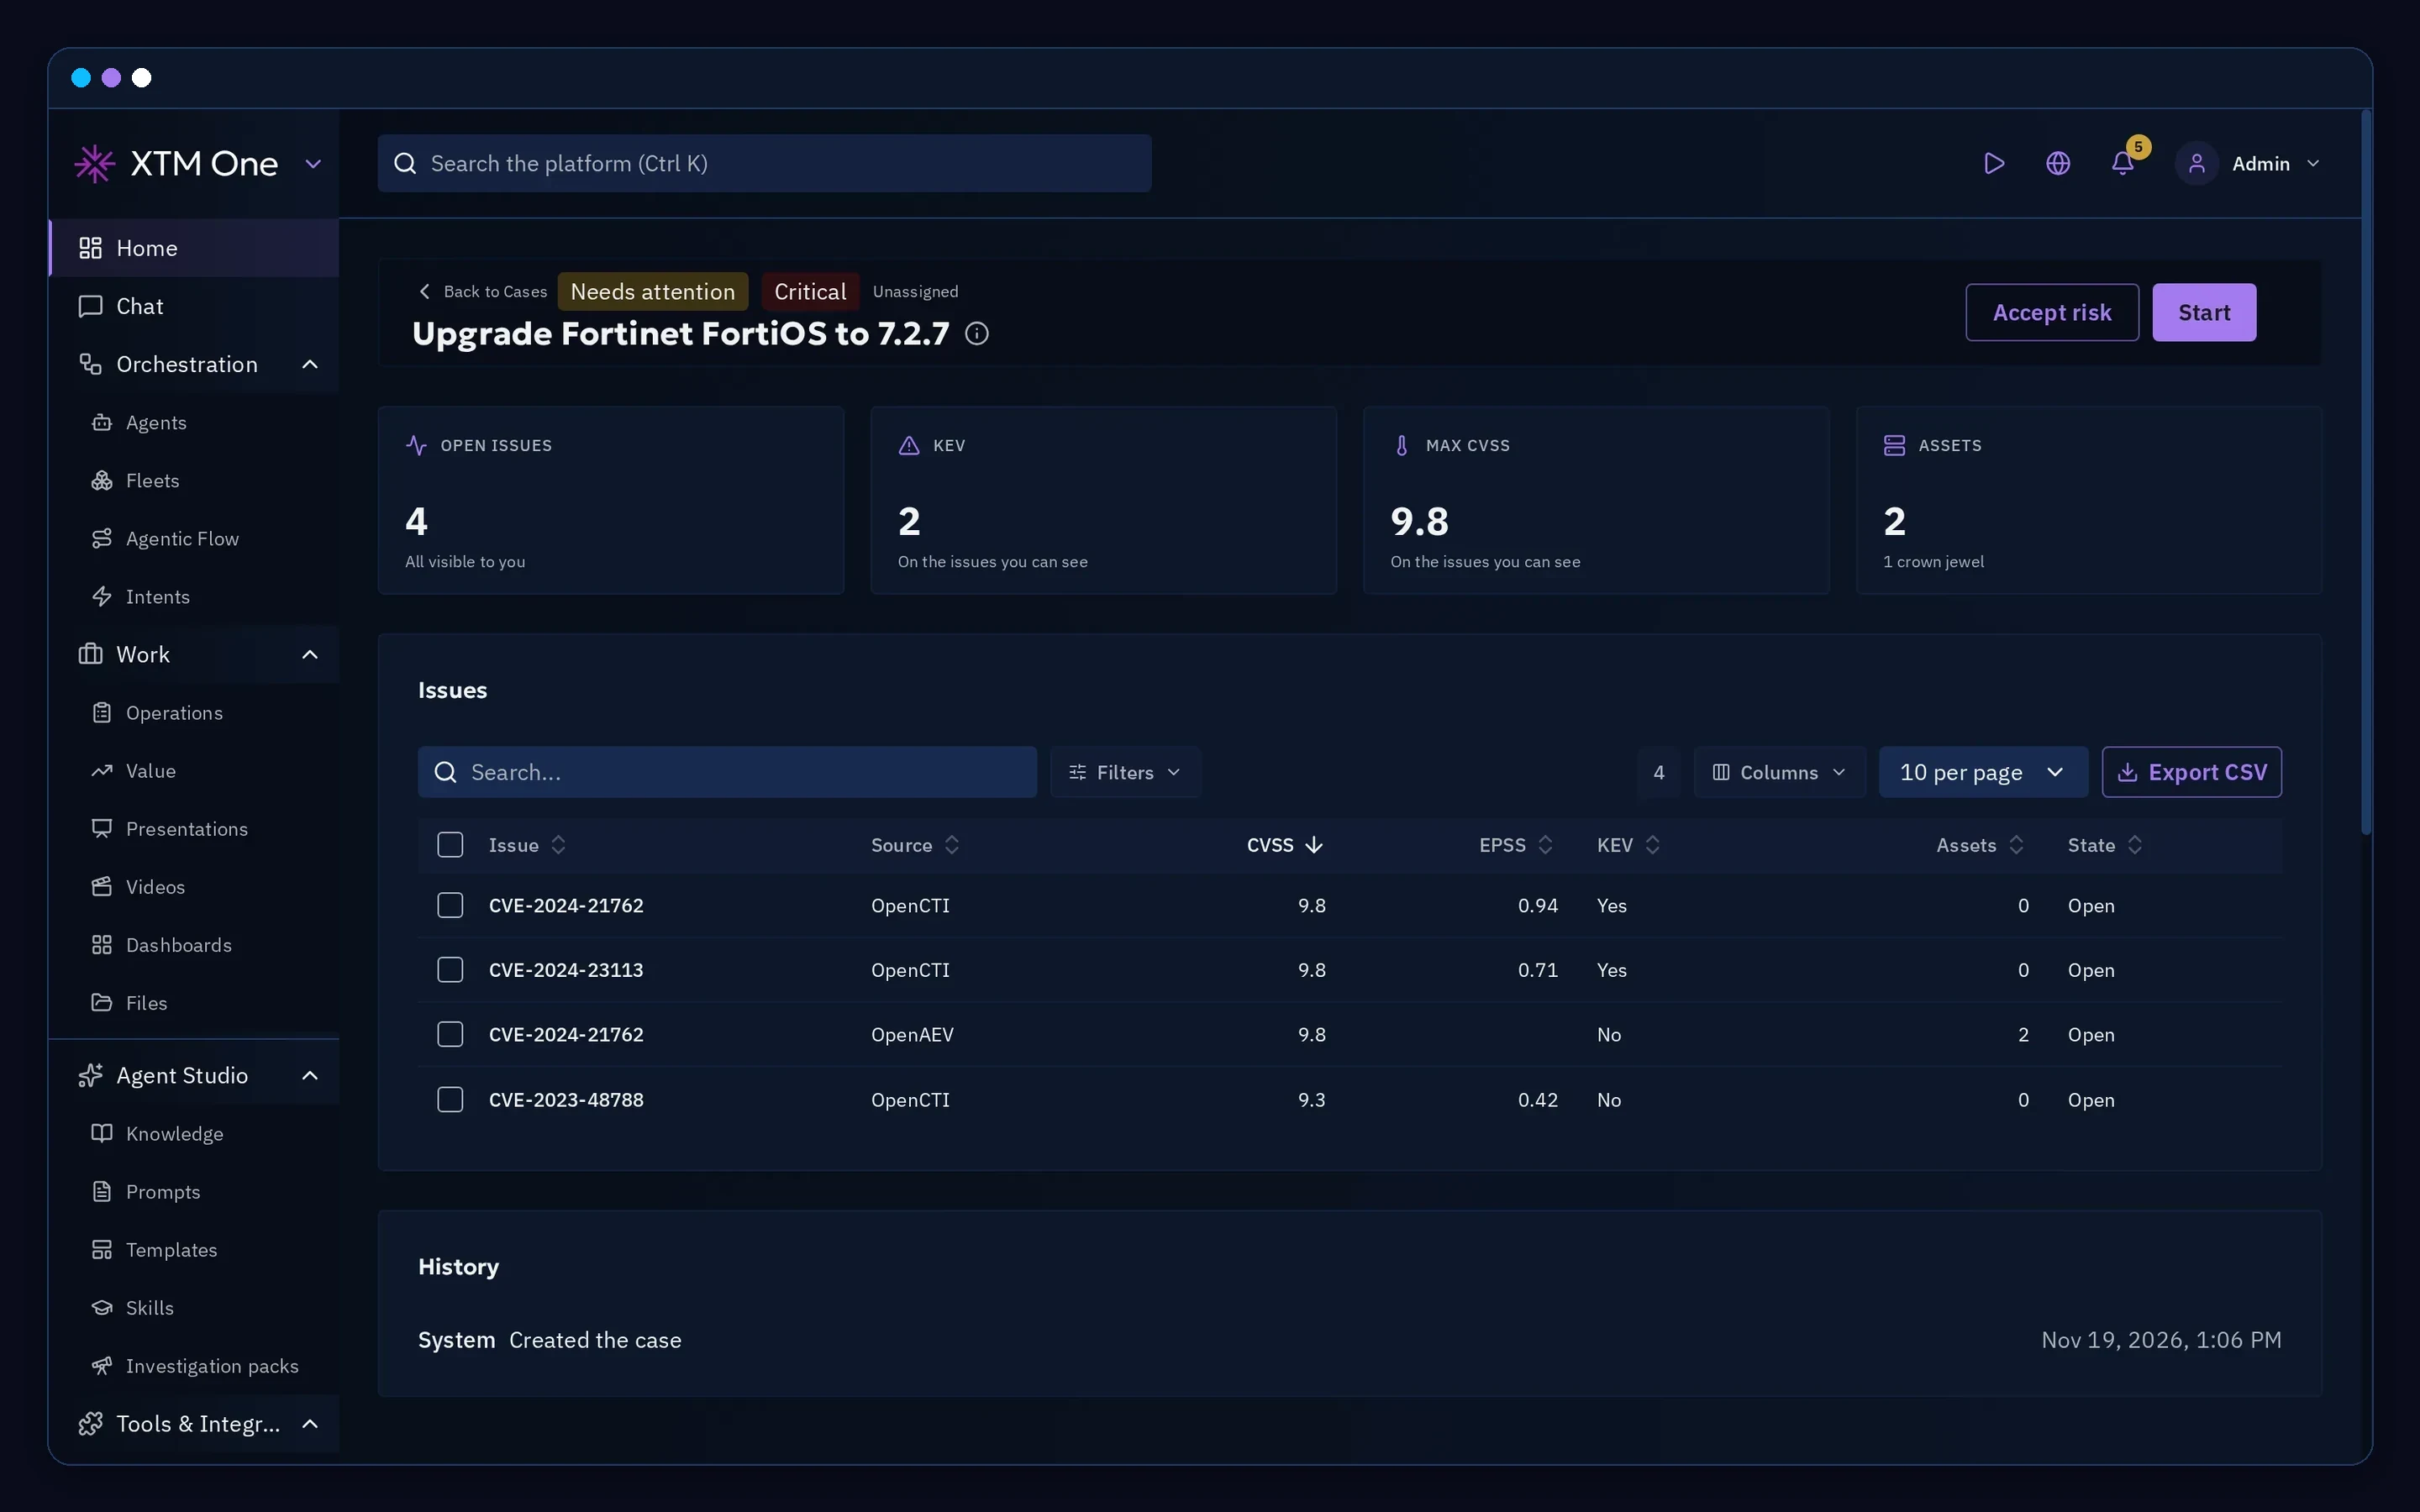 XTM One
Search the platform (Ctrl K)
5
Admin
Home
Chat
Orchestration
Agents
Fleets
Agentic Flow
Intents
Work
Operations
Value
Presentations
Videos
Dashboards
Files
Agent Studio
Knowledge
Prompts
Templates
Skills
Investigation packs
Tools & Integr...
Back to Cases Needs attention Critical Unassigned
Upgrade Fortinet FortiOS to 7.2.7
Accept risk Start
OPEN ISSUES
4
All visible to you
KEV
2
On the issues you can see
MAX CVSS
9.8
On the issues you can see
ASSETS
2
1 crown jewel
Issues
Search... Filters 4 Columns 10 per page Export CSV
Issue Source CVSS EPSS KEV Assets State
CVE-2024-21762 OpenCTI 9.8 0.94 Yes 0 Open
CVE-2024-23113 OpenCTI 9.8 0.71 Yes 0 Open
CVE-2024-21762 OpenAEV 9.8 No 2 Open
CVE-2023-48788 OpenCTI 9.3 0.42 No 0 Open
History
System Created the case Nov 19, 2026, 1:06 PM